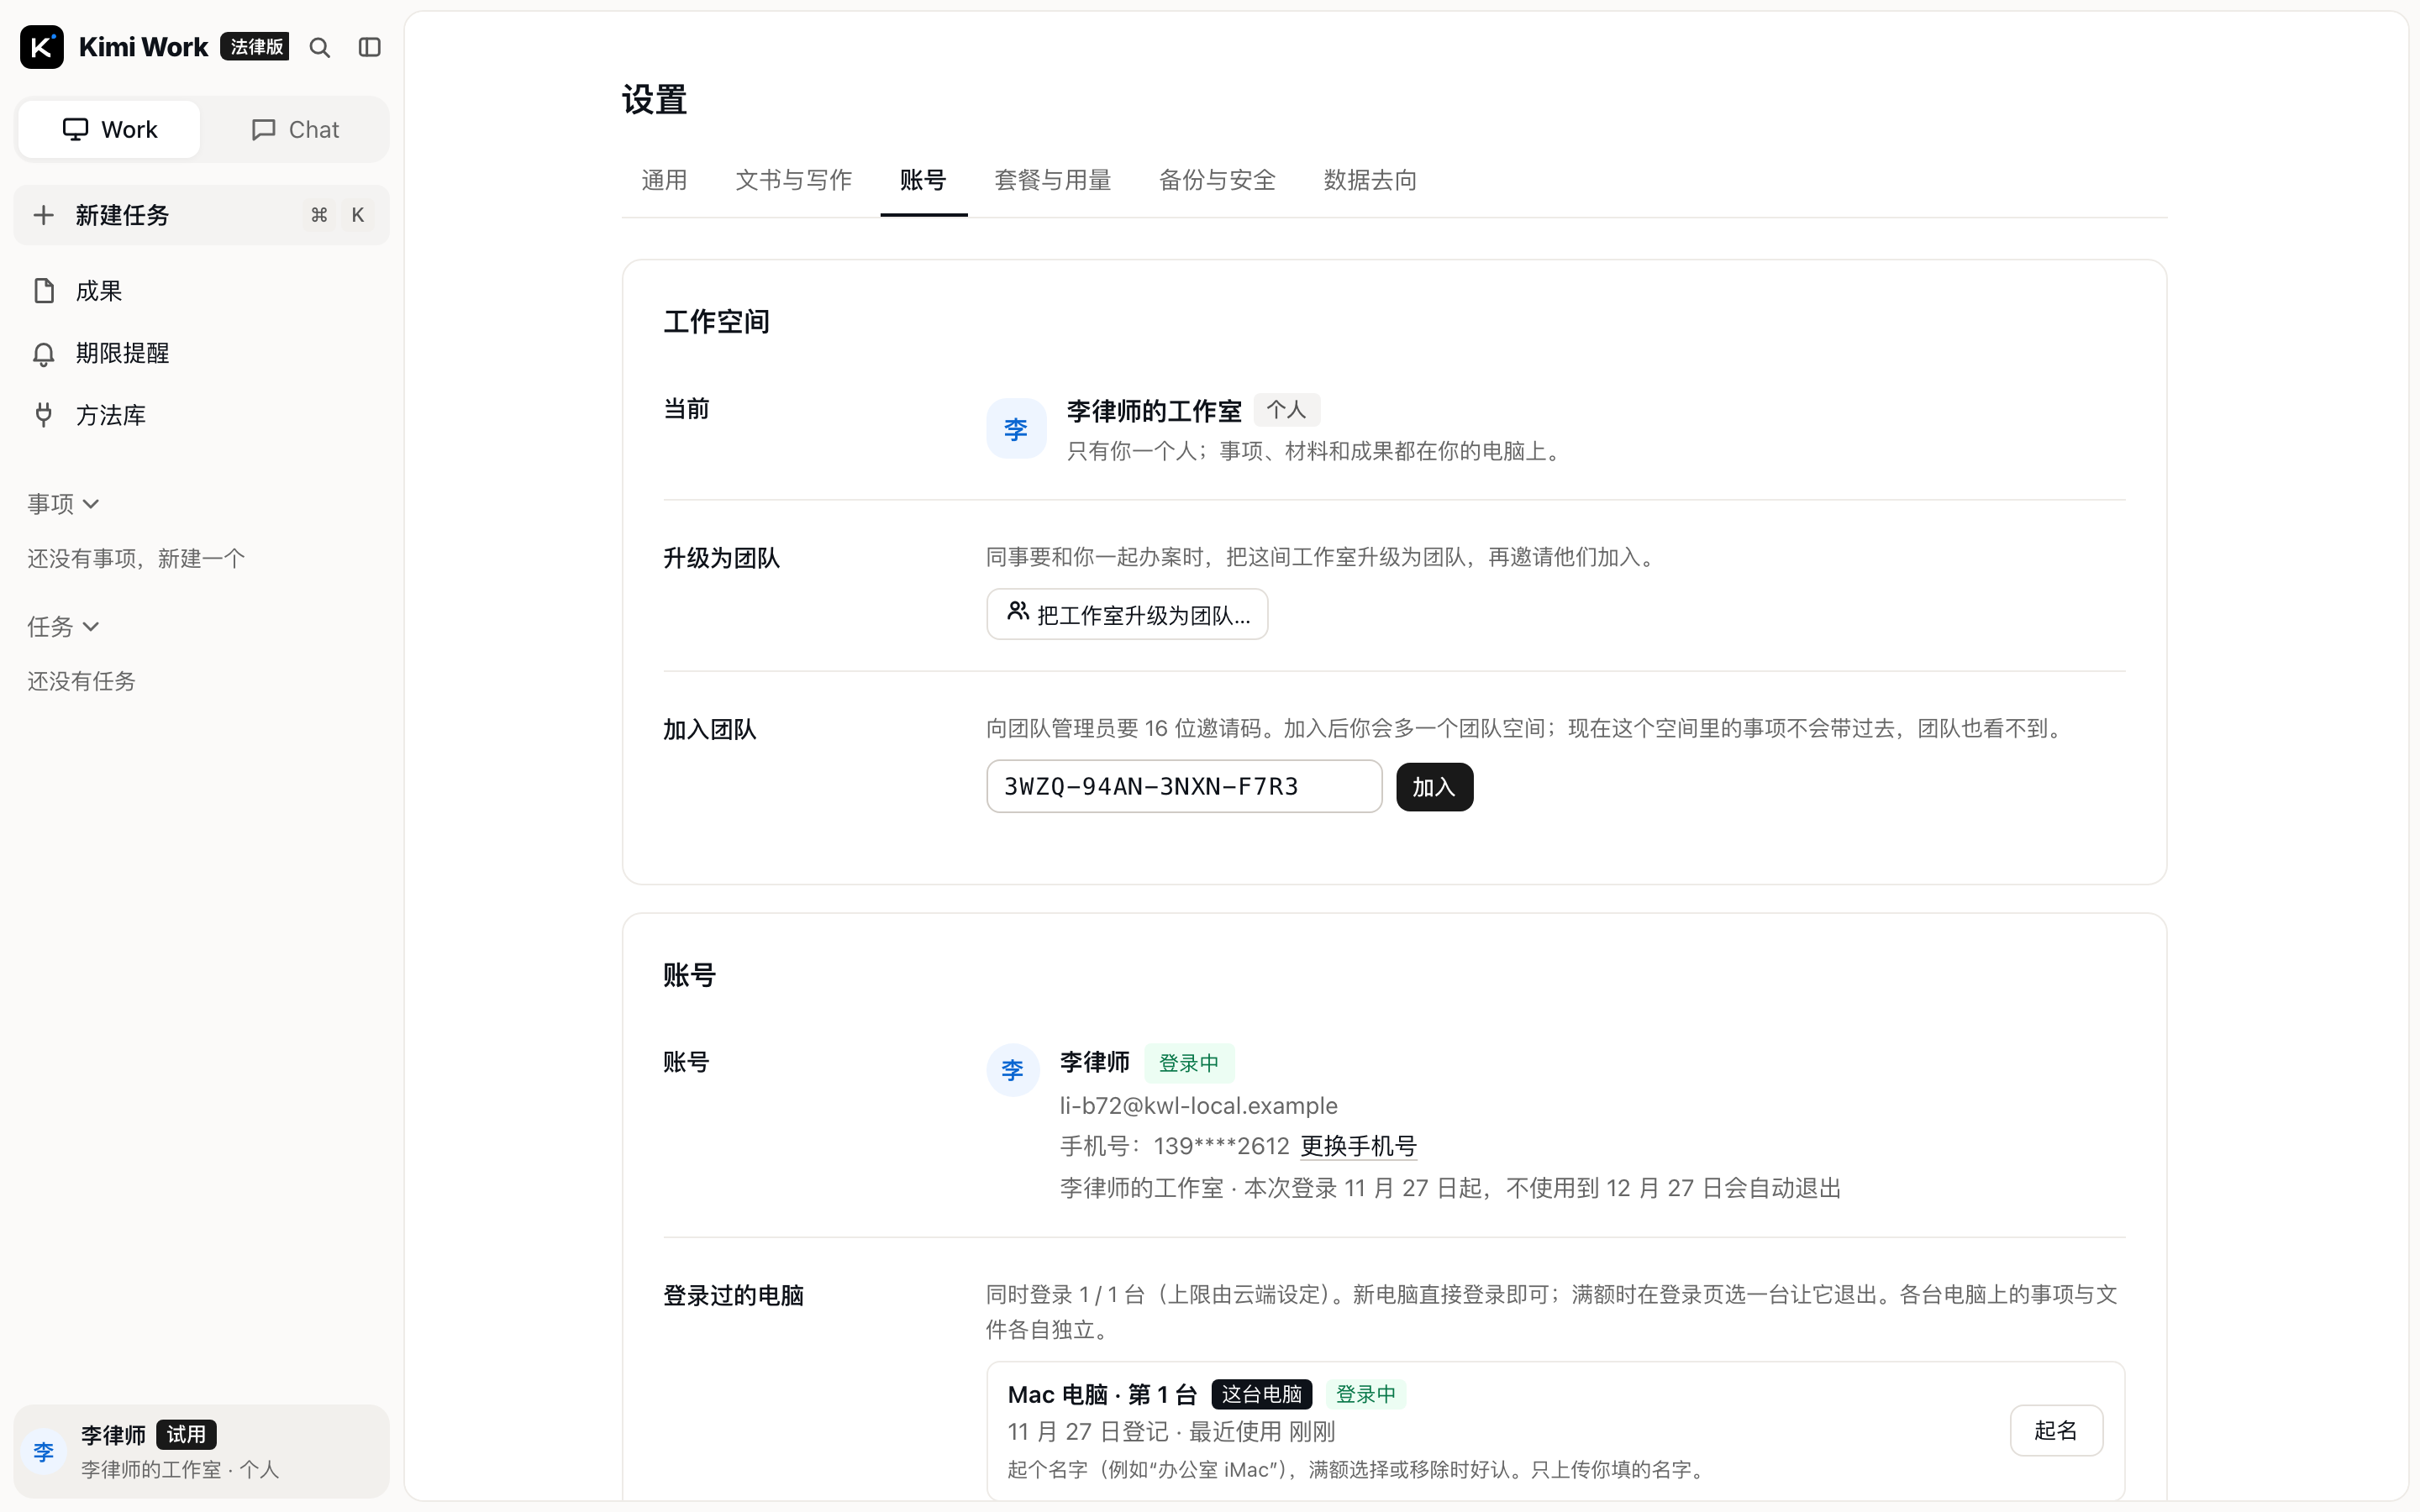 Kimi Work 法律版
Work
Chat
新建任务 ⌘ K
成果
期限提醒
方法库
事项
还没有事项，新建一个
任务
还没有任务
李 李律师 试用
李律师的工作室 · 个人
设置
通用 文书与写作 账号 套餐与用量 备份与安全 数据去向
工作空间
当前
李 李律师的工作室 个人
只有你一个人；事项、材料和成果都在你的电脑上。
升级为团队
同事要和你一起办案时，把这间工作室升级为团队，再邀请他们加入。
把工作室升级为团队...
加入团队
向团队管理员要 16 位邀请码。加入后你会多一个团队空间；现在这个空间里的事项不会带过去，团队也看不到。
3WZQ-94AN-3NXN-F7R3 加入
账号
账号
李 李律师 登录中
li-b72@kwl-local.example
手机号：139****2612 更换手机号
李律师的工作室 · 本次登录 11 月 27 日起，不使用到 12 月 27 日会自动退出
登录过的电脑
同时登录 1 / 1 台（上限由云端设定）。新电脑直接登录即可；满额时在登录页选一台让它退出。各台电脑上的事项与文
件各自独立。
Mac 电脑 · 第 1 台 这台电脑 登录中
11 月 27 日登记 · 最近使用 刚刚
起个名字（例如“办公室 iMac”），满额选择或移除时好认。只上传你填的名字。
起名